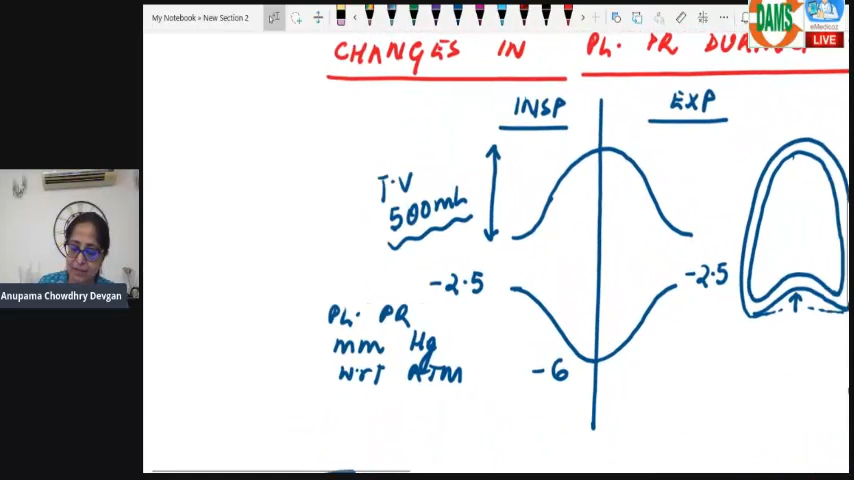 My Notebook » New Section 2
DAMS
eMedicoz
LIVE
CHANGES IN PL. PR DURING
INSP
EXP
T.V
500ml
-2.5
-2.5
PL. PR
mm Hg
w.r.t ATM
-6
Anupama Chowdhry Devgan